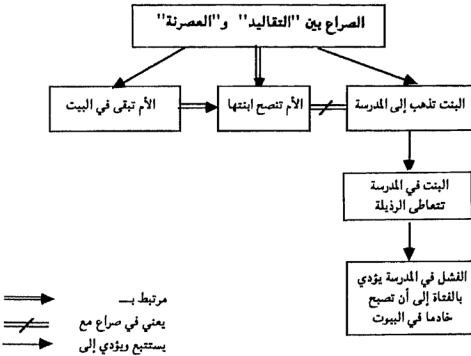 الصراع بين "التقاليد" و"العصرنة"
البنت تذهب إلى المدرسة
الأم تنصح ابنتها
الأم تبقى في البيت
البنت في المدرسة
تتعاطى الرذيلة
الفشل في المدرسة يؤدي
بالفتاة إلى أن تصبح
خادما في البيوت
مرتبط بــ
يعني في صراع مع
يستتبع ويؤدي إلى